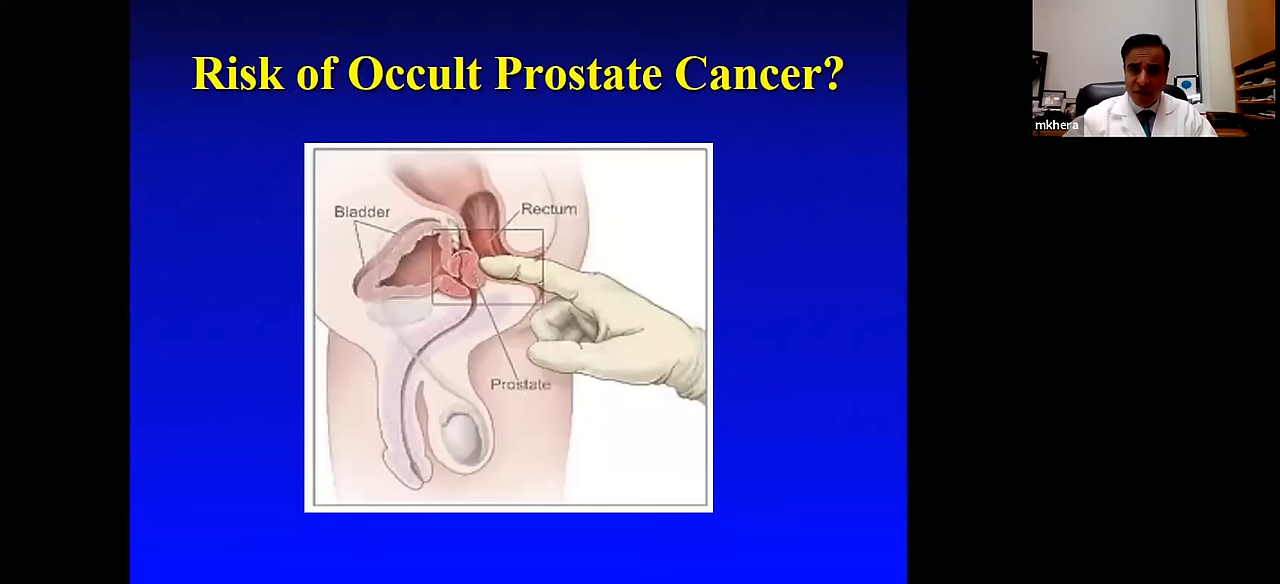 Risk of Occult Prostate Cancer?
mkhera
Bladder
Rectum
Prostate